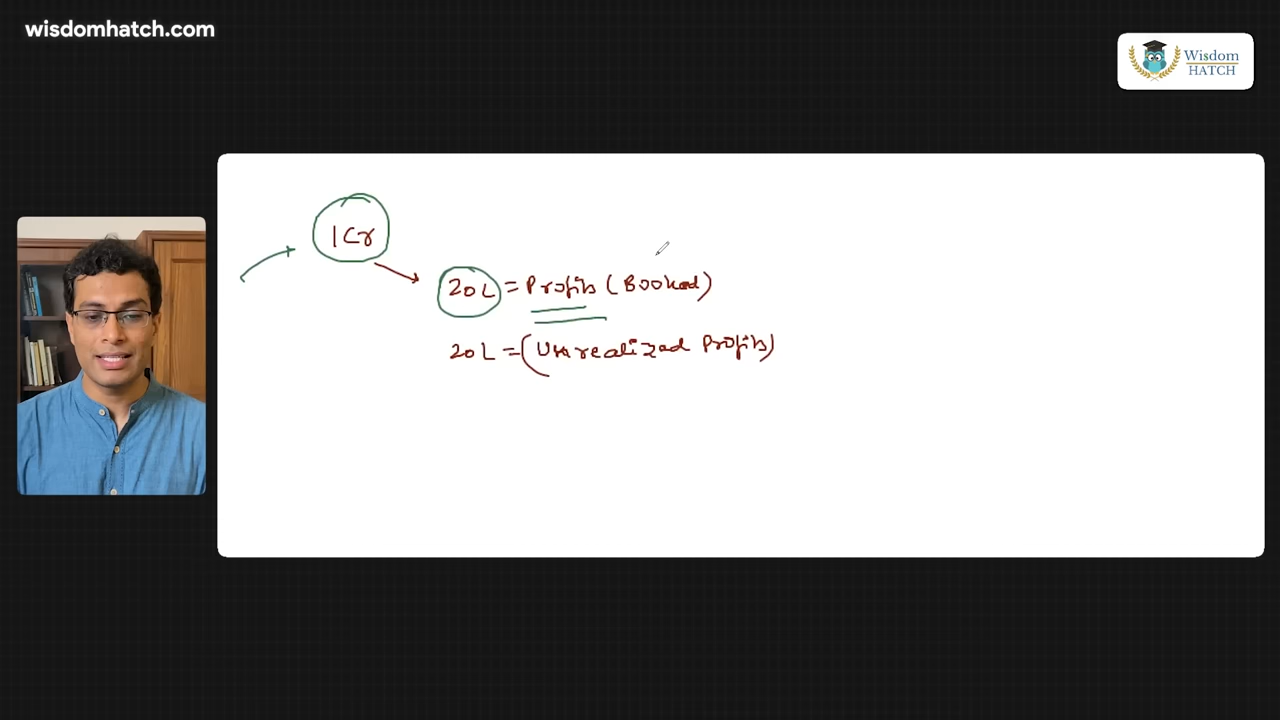 wisdomhatch.com
Wisdom
HATCH
1Cr
20L = Profits (Booked)
20L = (Unrealized Profits)